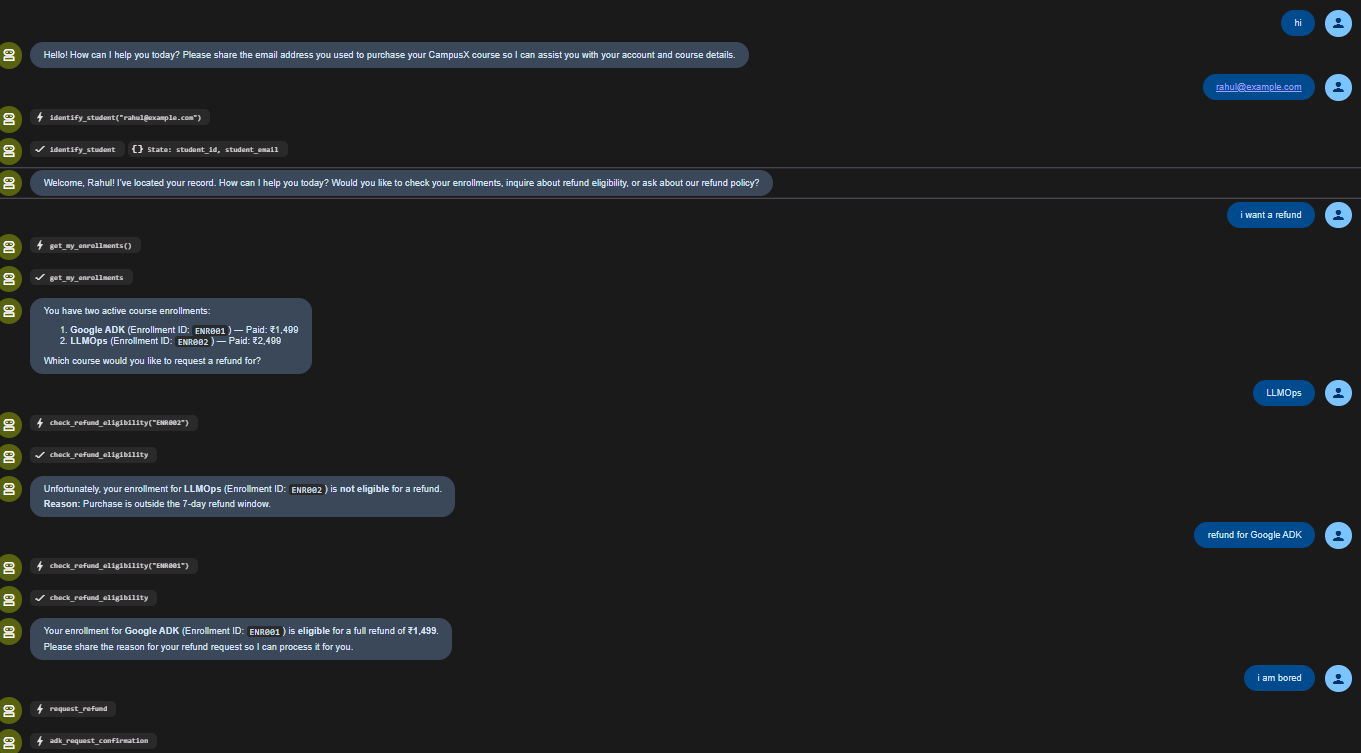 hi
Hello! How can I help you today? Please share the email address you used to purchase your CampusX course so I can assist you with your account and course details.
rahul@example.com
identify_student("rahul@example.com")
identify_student {} State: student_id, student_email
Welcome, Rahul! I've located your record. How can I help you today? Would you like to check your enrollments, inquire about refund eligibility, or ask about our refund policy?
i want a refund
get_my_enrollments()
get_my_enrollments
You have two active course enrollments:
1. Google ADK (Enrollment ID: ENR001 ) — Paid: ₹1,499
2. LLMOps (Enrollment ID: ENR002 ) — Paid: ₹2,499
Which course would you like to request a refund for?
LLMOps
check_refund_eligibility("ENR002")
check_refund_eligibility
Unfortunately, your enrollment for LLMOps (Enrollment ID: ENR002 ) is not eligible for a refund.
Reason: Purchase is outside the 7-day refund window.
refund for Google ADK
check_refund_eligibility("ENR001")
check_refund_eligibility
Your enrollment for Google ADK (Enrollment ID: ENR001 ) is eligible for a full refund of ₹1,499.
Please share the reason for your refund request so I can process it for you.
i am bored
request_refund
adk_request_confirmation